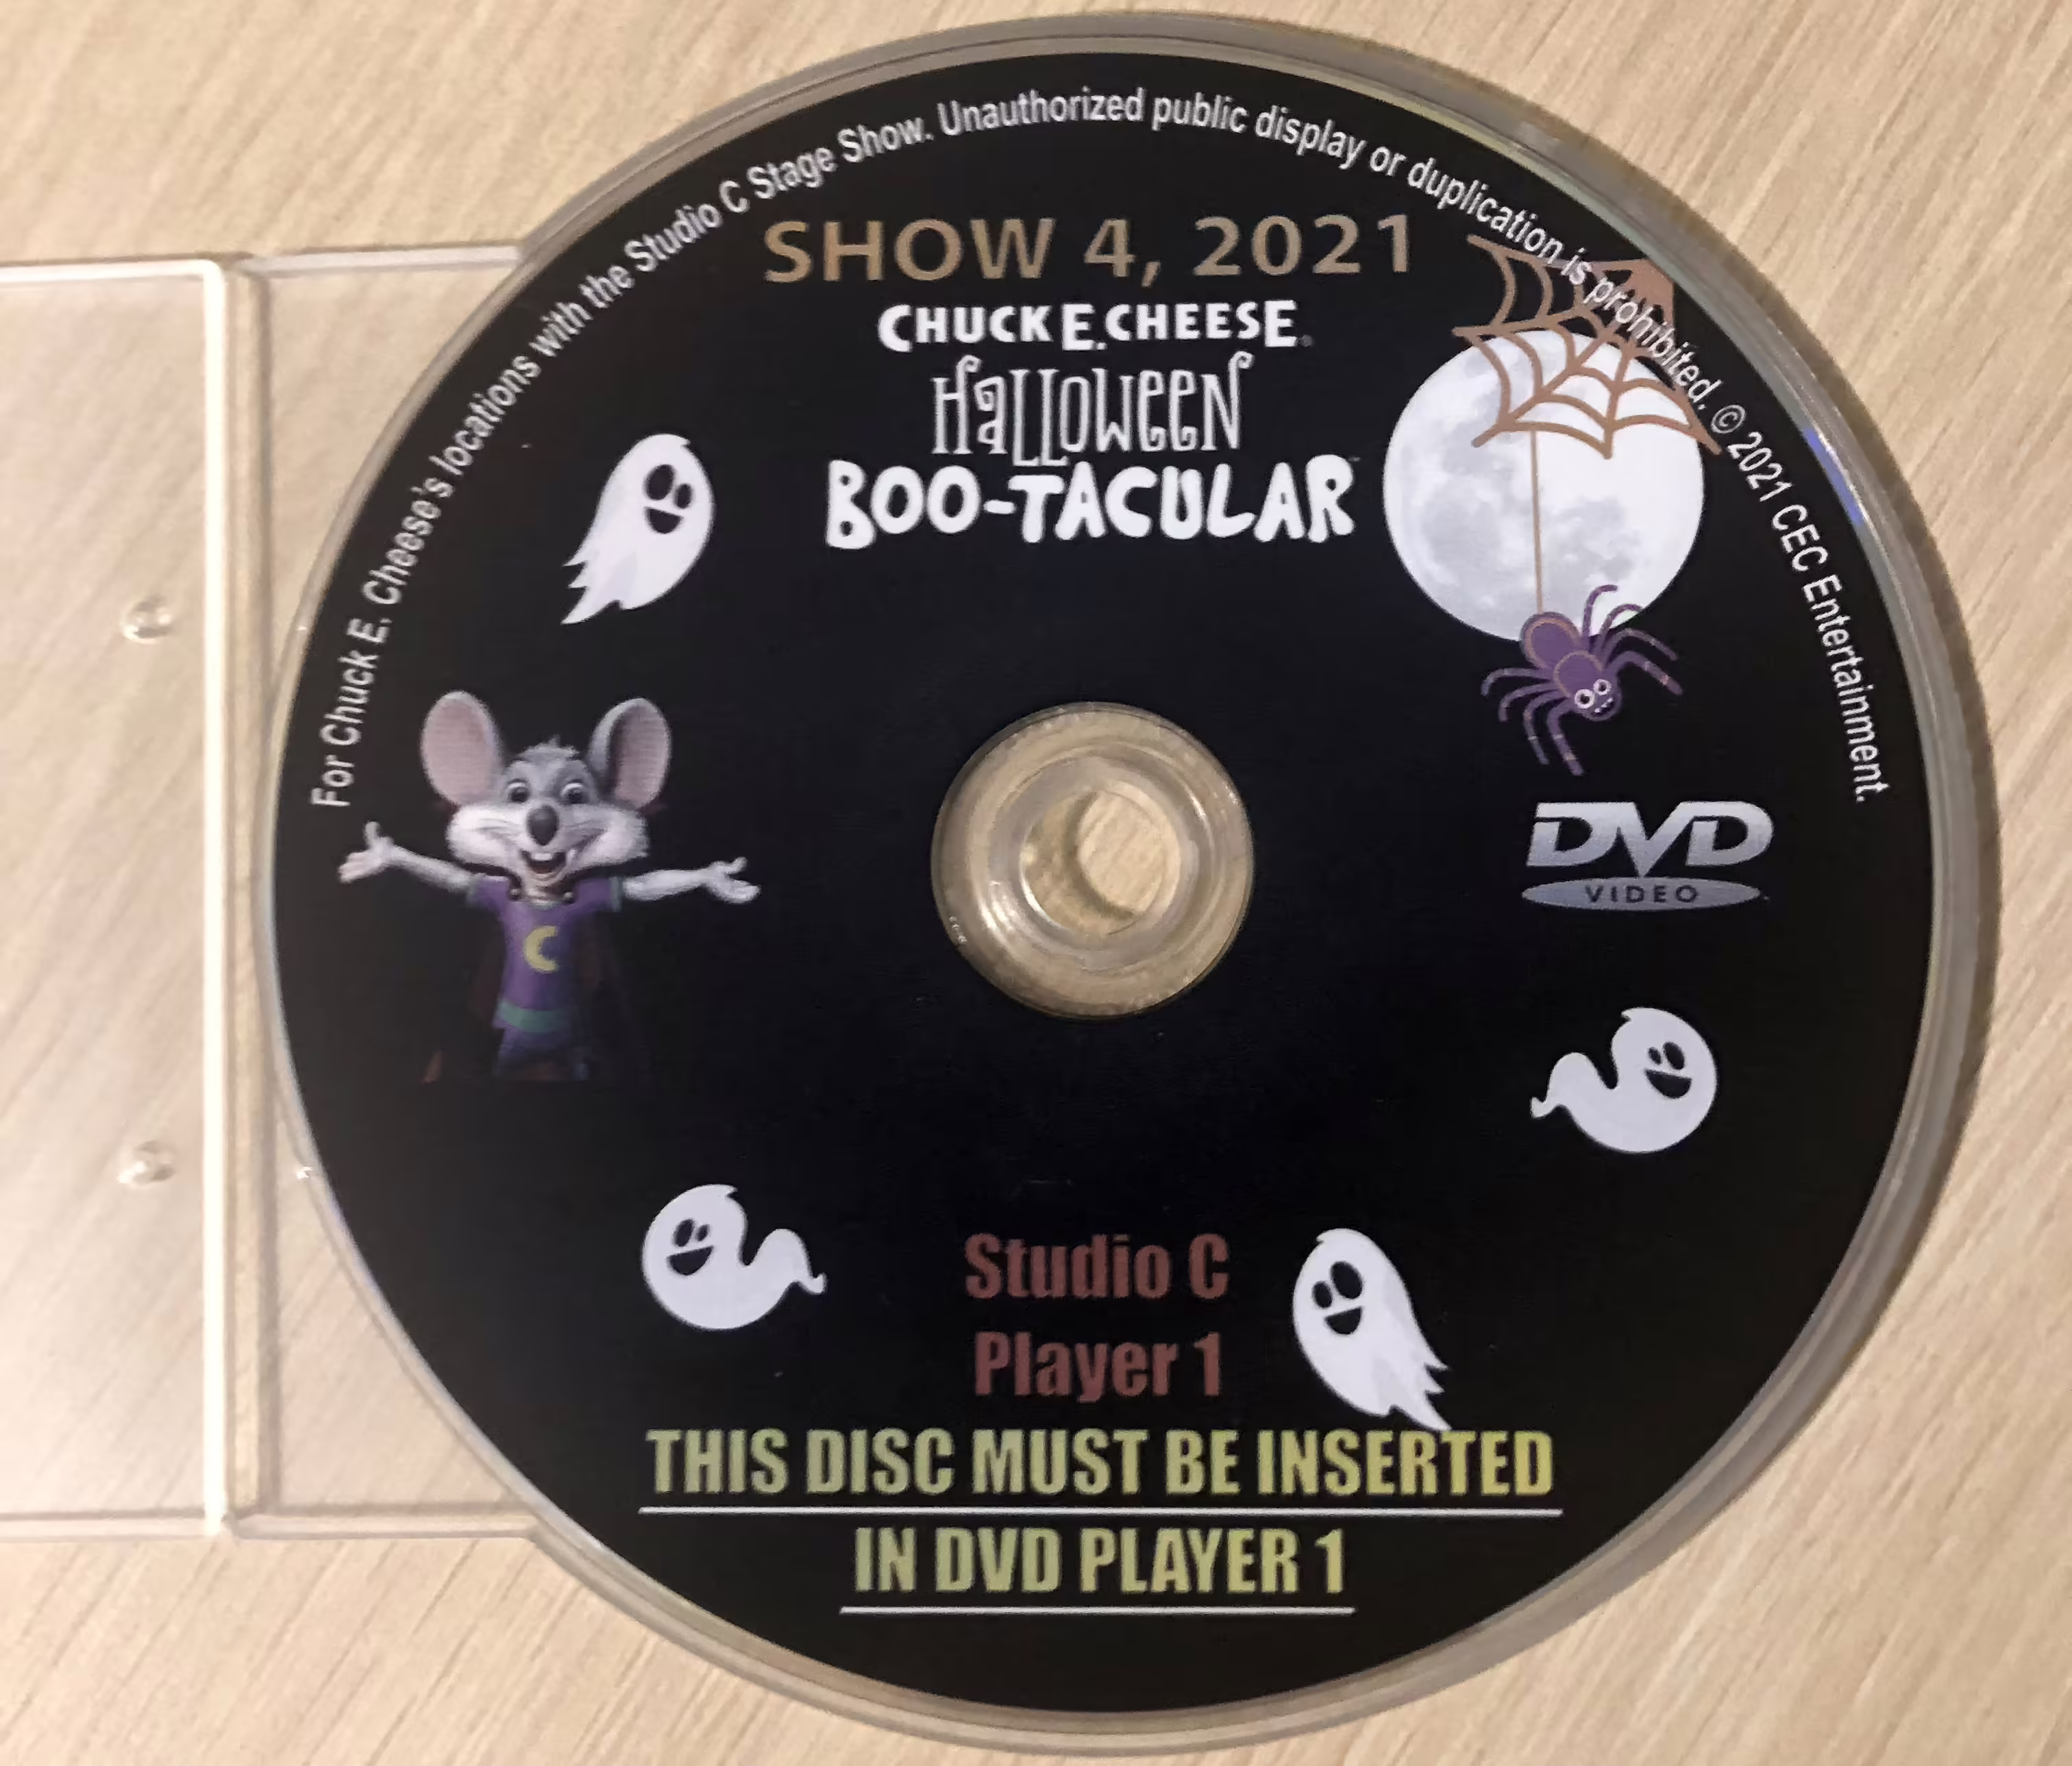 For Chuck E. Cheese's locations with the Studio C Stage Show. Unauthorized public display or duplication is prohibited. © 2021 CEC Entertainment.
SHOW 4, 2021
CHUCK E. CHEESE®
HALLOWEEN
BOO-TACULAR™
C
DVD
VIDEO
Studio C
Player 1
THIS DISC MUST BE INSERTED
IN DVD PLAYER 1